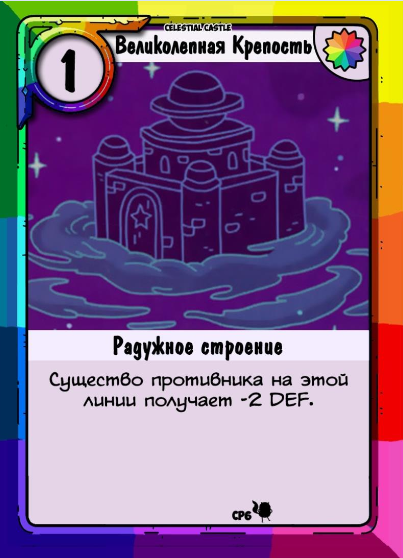 CELESTIAL CASTLE
1
Великолепная Крепость
Радужное строение
Существо противника на этой
линии получает -2 DEF.
CP6